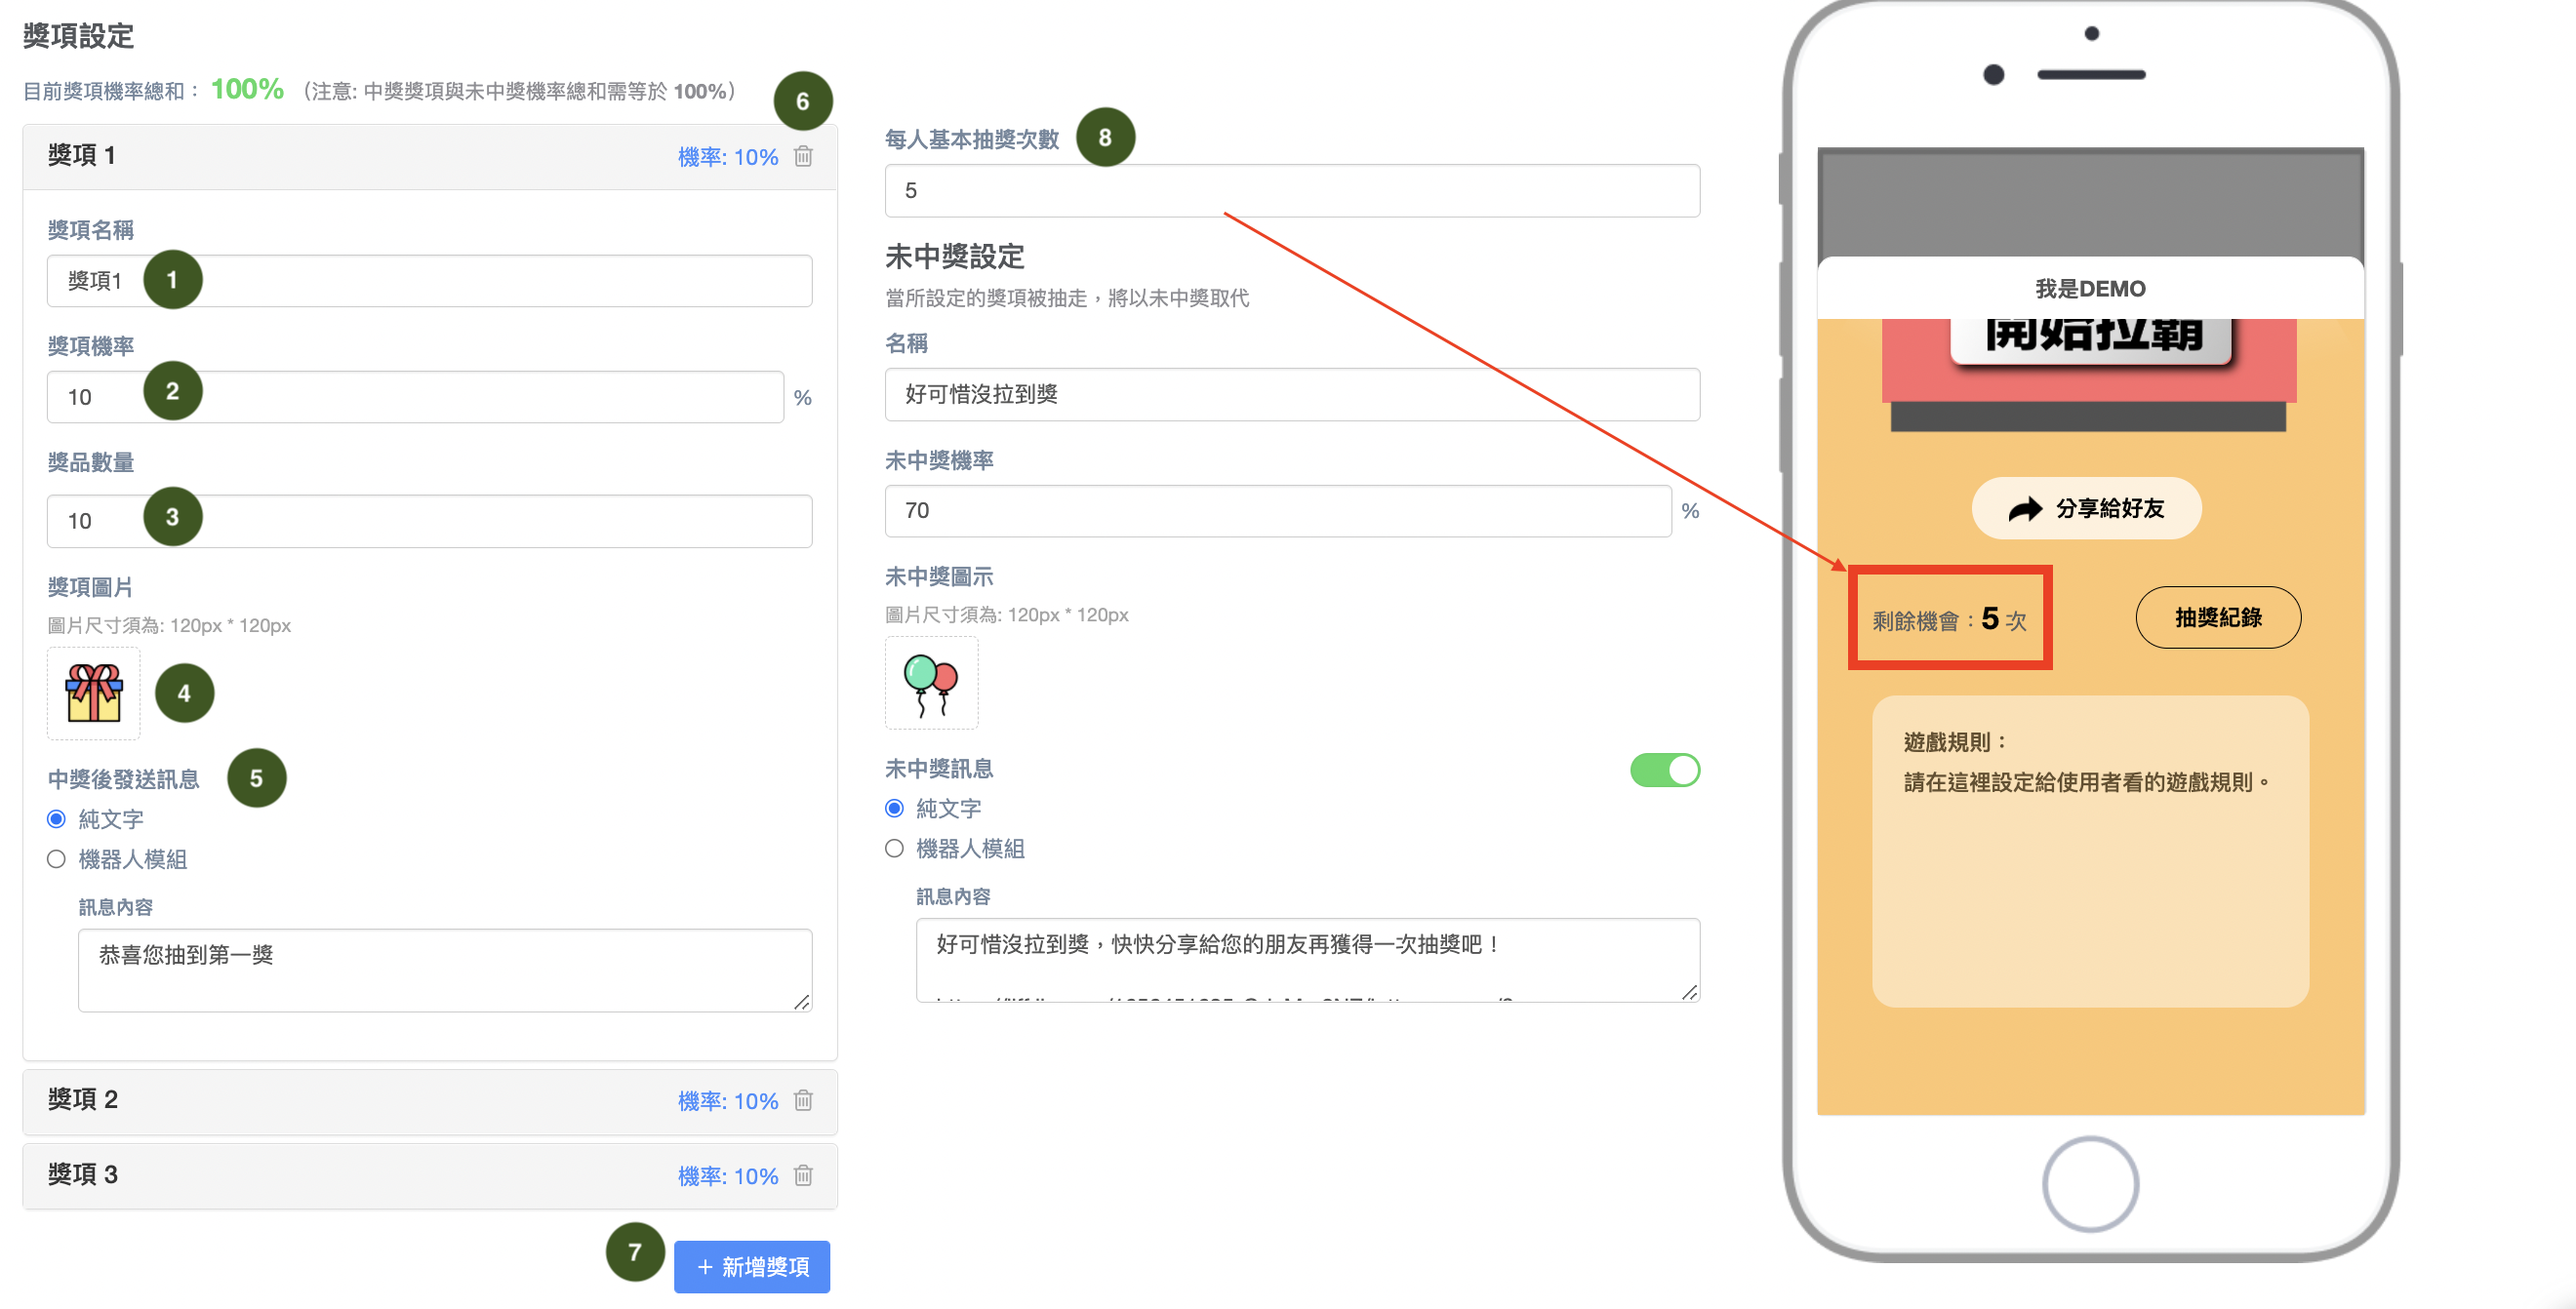 獎項設定
目前獎項機率總和： 100% （注意: 中獎獎項與未中獎機率總和需等於 100%）
6
獎項 1
機率: 10%
獎項名稱
獎項1
1
獎項機率
10
2
%
獎品數量
10
3
獎項圖片
圖片尺寸須為: 120px * 120px
4
中獎後發送訊息
5
純文字
機器人模組
訊息內容
恭喜您抽到第一獎
獎項 2
機率: 10%
獎項 3
機率: 10%
7
＋ 新增獎項
每人基本抽獎次數
8
5
未中獎設定
當所設定的獎項被抽走，將以未中獎取代
名稱
好可惜沒拉到獎
未中獎機率
70
%
未中獎圖示
圖片尺寸須為: 120px * 120px
未中獎訊息
純文字
機器人模組
訊息內容
好可惜沒拉到獎，快快分享給您的朋友再獲得一次抽獎吧！
我是DEMO
開始拉霸
分享給好友
剩餘機會：5 次
抽獎紀錄
遊戲規則：
請在這裡設定給使用者看的遊戲規則。